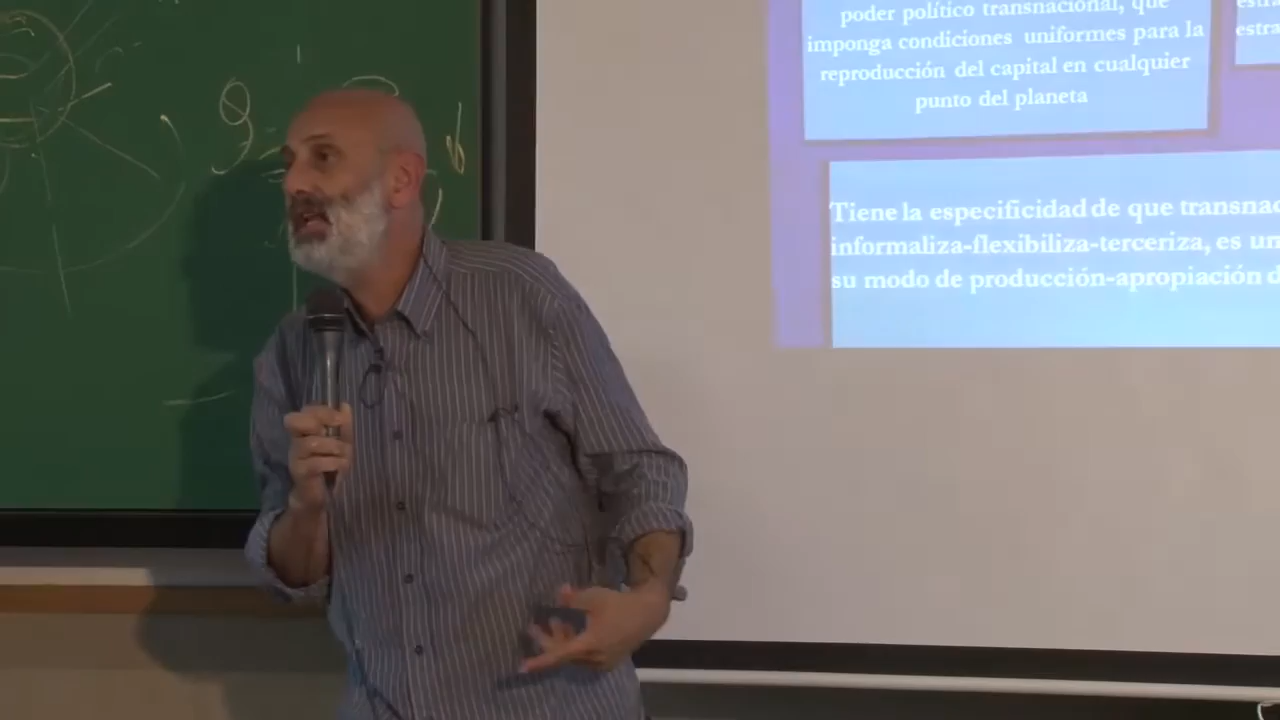 poder político transnacional, que
imponga condiciones uniformes para la
reproducción del capital en cualquier
punto del planeta
estra
Tiene la especificidad de que transnac
informaliza-flexibiliza-terceriza, es un
su modo de producción-apropiación d